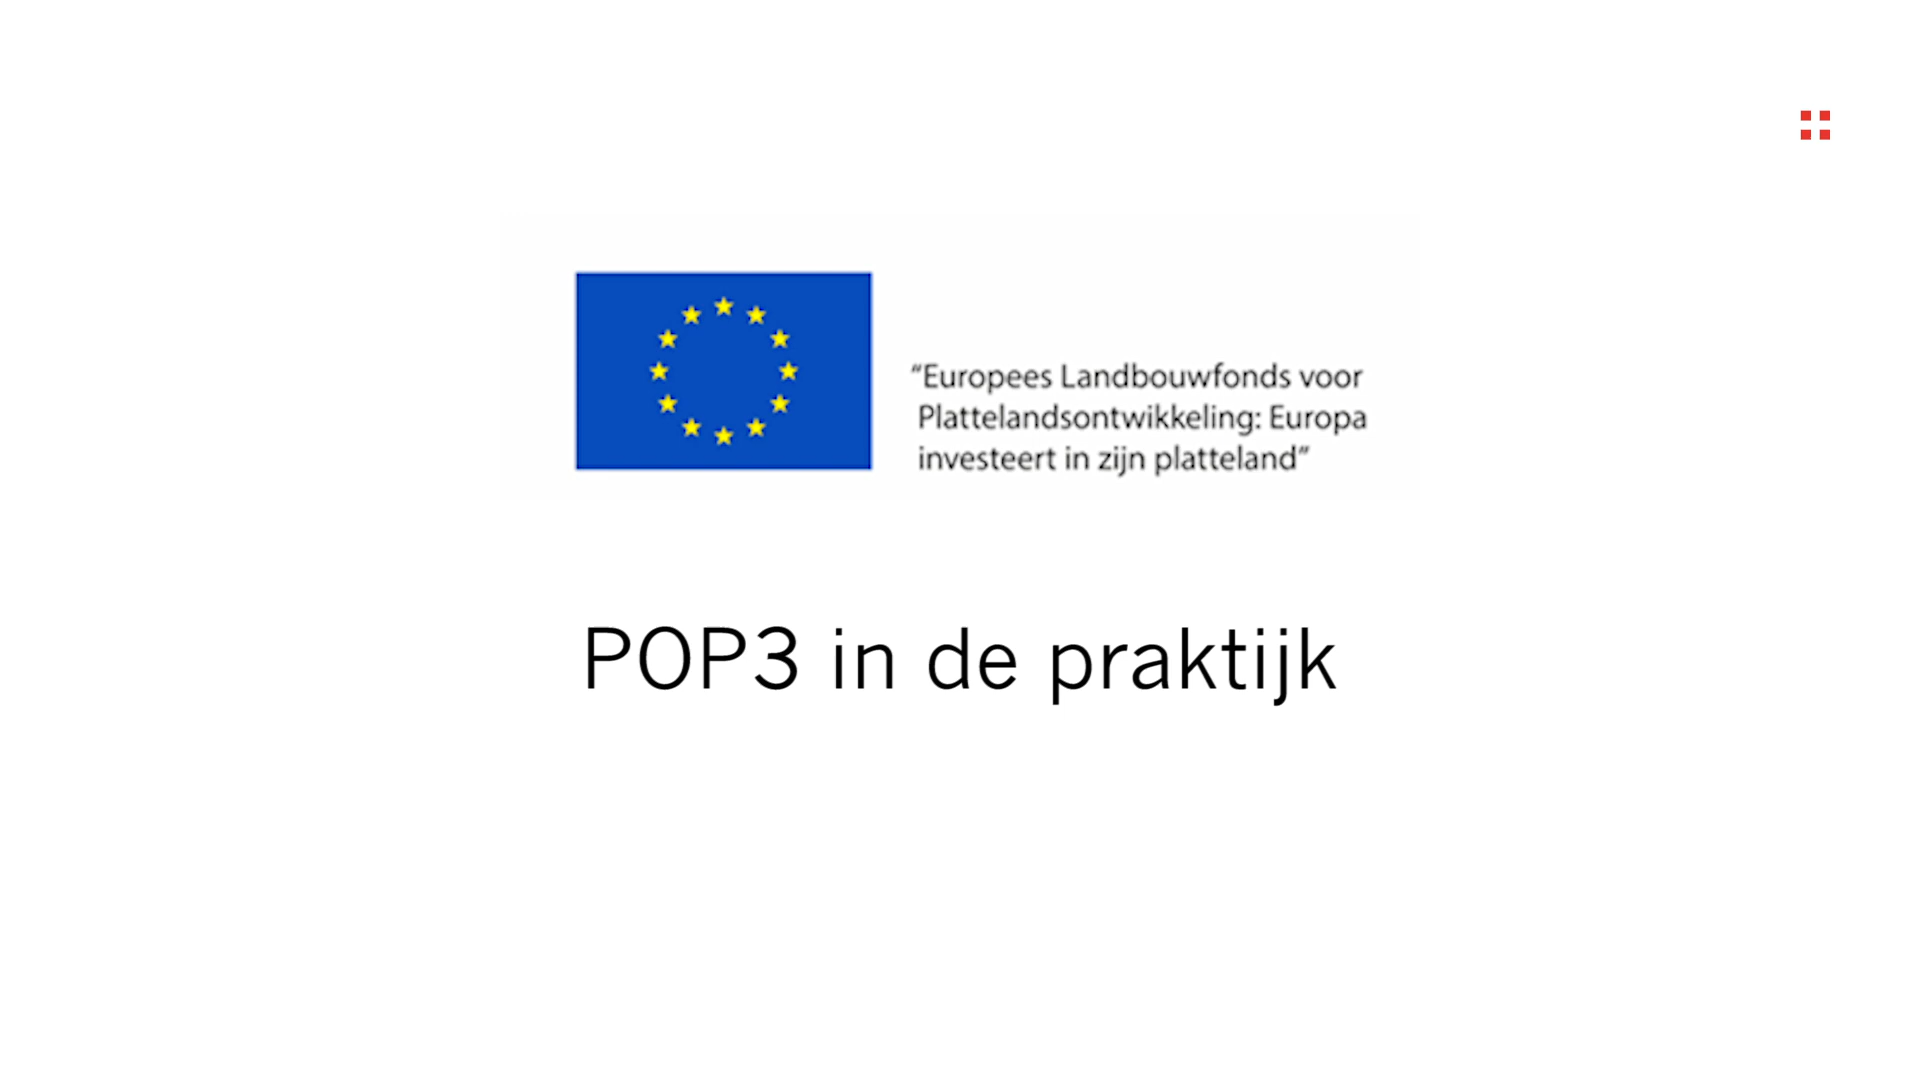 “Europees Landbouwfonds voor
Plattelandsontwikkeling: Europa
investeert in zijn platteland”
POP3 in de praktijk